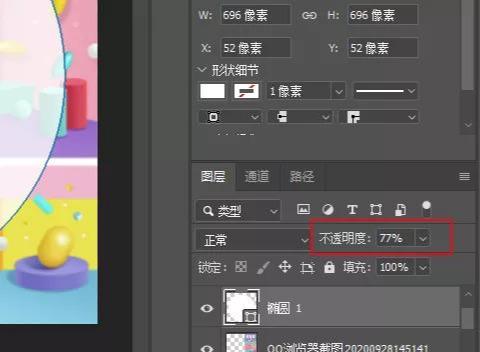 W: 696 像素 H: 696 像素
X: 52 像素 Y: 52 像素
形状细节
1 像素
图层 通道 路径
类型 T
正常 不透明度: 77%
锁定: 填充: 100%
椭圆 1
QQ浏览器截图20200928145141